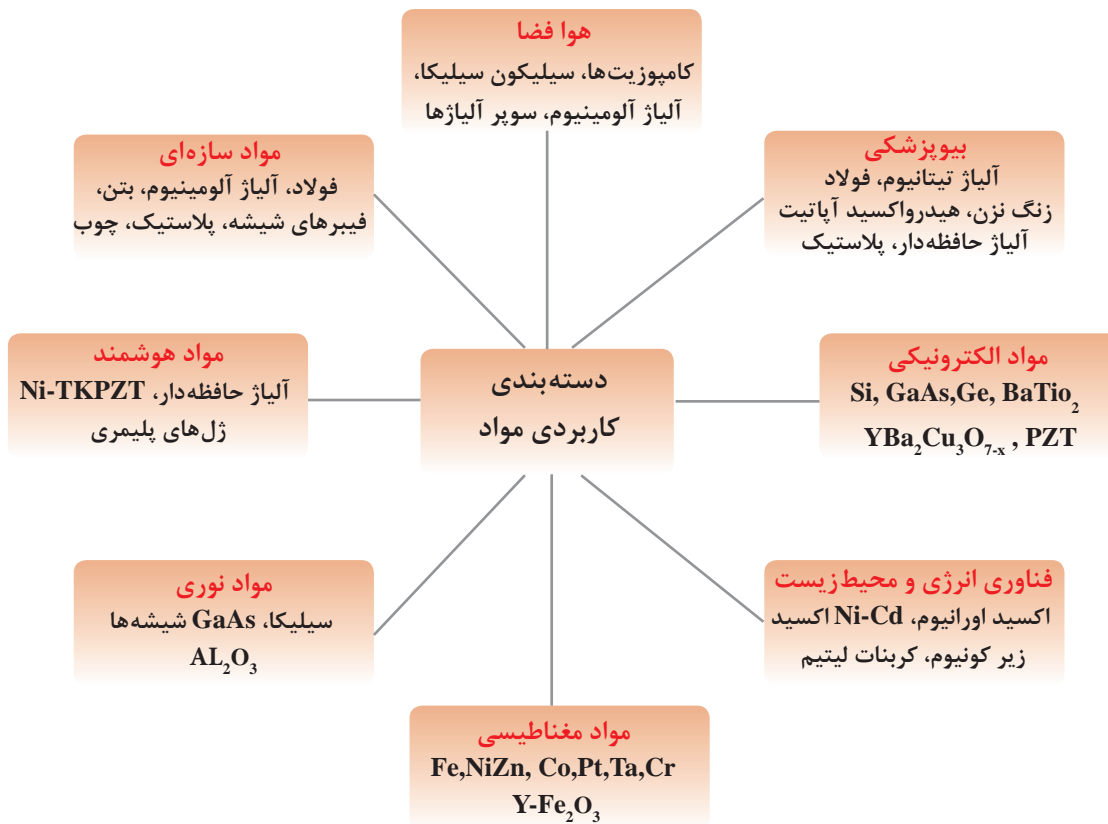 هوا فضا
کامپوزیت‌ها، سیلیکون سیلیکا،
آلیاژ آلومینیوم، سوپر آلیاژها
بیوپزشکی
آلیاژ تیتانیوم، فولاد
زنگ نزن، هیدرواکسید آپاتیت
آلیاژ حافظه‌دار، پلاستیک
مواد سازه‌ای
فولاد، آلیاژ آلومینیوم، بتن،
فیبرهای شیشه، پلاستیک، چوب
مواد الکترونیکی
Si, GaAs,Ge, BaTio₂
YBa₂Cu₃O₇₋ₓ , PZT
دسته‌بندی
کاربردی مواد
مواد هوشمند
آلیاژ حافظه‌دار، Ni-TKPZT
ژل‌های پلیمری
فناوری انرژی و محیط‌زیست
اکسید اورانیوم، Ni-Cd اکسید
زیر کونیوم، کربنات لیتیم
مواد نوری
سیلیکا، GaAs شیشه‌ها
AL₂O₃
مواد مغناطیسی
Fe,NiZn, Co,Pt,Ta,Cr
Y-Fe₂O₃